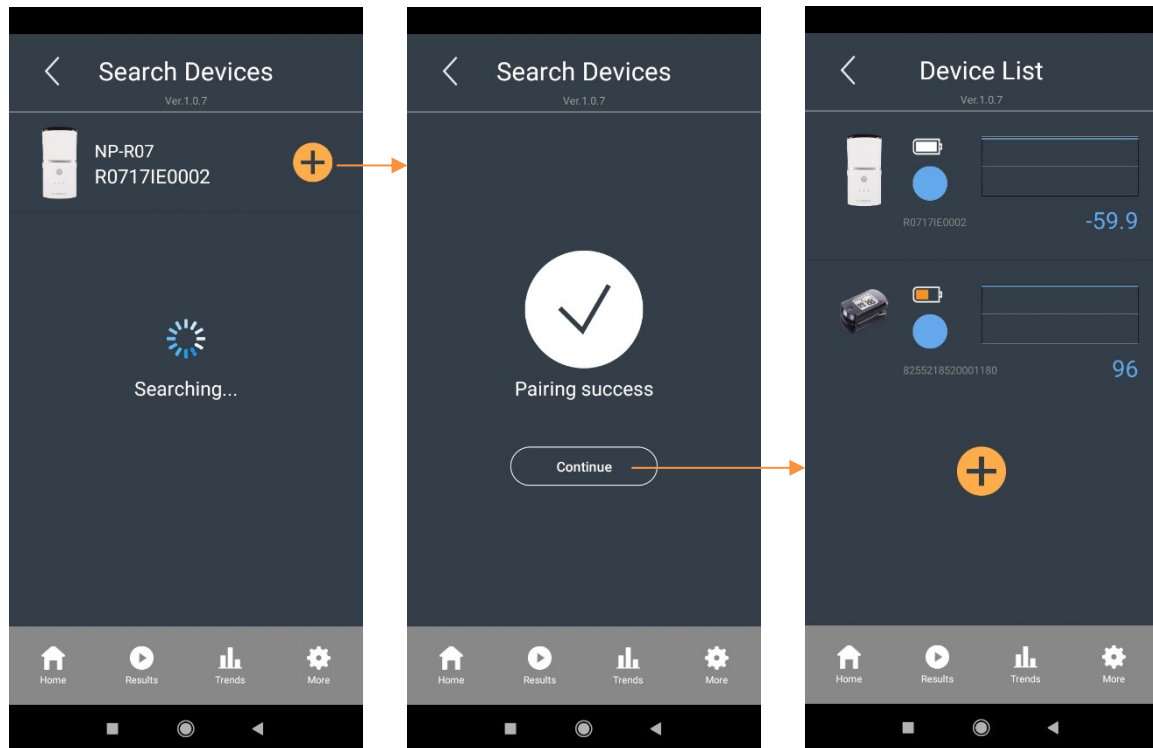 Search Devices
Ver.1.0.7
NP-R07
R0717IE0002
Searching...
Home
Results
Trends
More
Search Devices
Ver.1.0.7
Pairing success
Continue
Home
Results
Trends
More
Device List
Ver.1.0.7
R0717IE0002
-59.9
8255218520001180
96
Home
Results
Trends
More